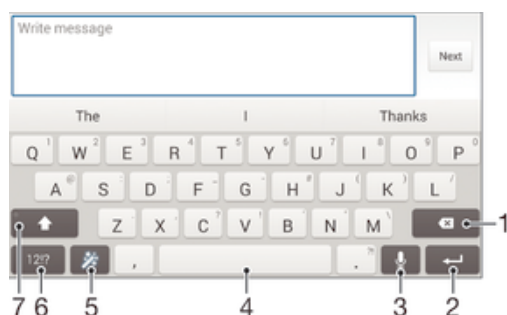 Write message
Next
The I Thanks
Q 1 W 2 E 3 R 4 T 5 Y 6 U 7 I 8 O 9 P 0
A @ S D F - G H # J ( K ) L /
Z X C ? V ! B N M
12!? , . ?!
1
7 6 5 4 3 2